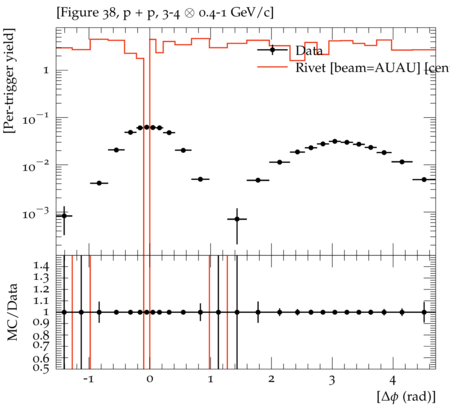 [Figure 38, p + p, 3-4 ⊗ 0.4-1 GeV/c]
[Per-trigger yield]
1
10⁻¹
10⁻²
10⁻³
Data
Rivet [beam=AUAU] [cen
MC/Data
1.4
1.3
1.2
1.1
1
0.9
0.8
0.7
0.6
0.5
-1 0 1 2 3 4
[Δϕ (rad)]